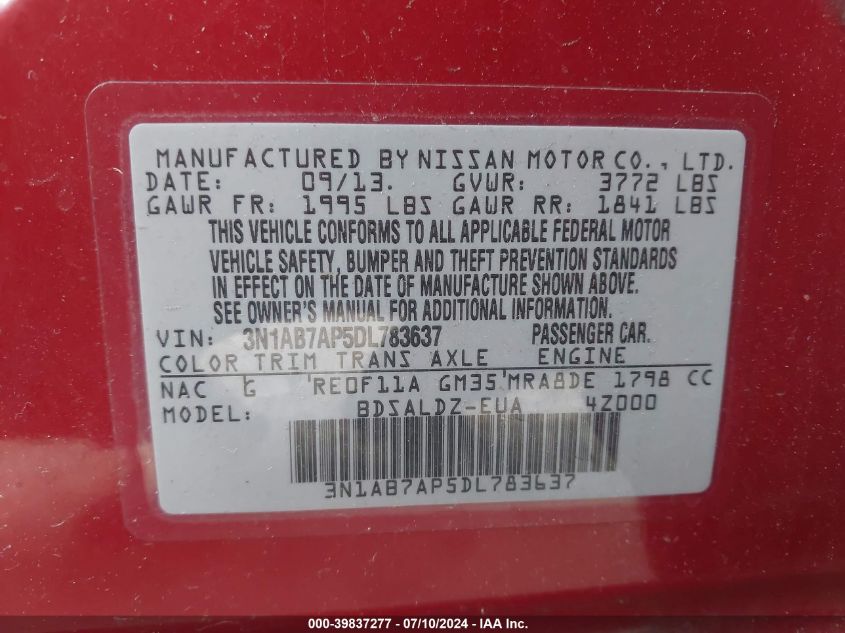 MANUFACTURED BY NISSAN MOTOR CO., LTD.
DATE: 09/13. GVWR: 3772 LBS
GAWR FR: 1995 LBS GAWR RR: 1841 LBS
THIS VEHICLE CONFORMS TO ALL APPLICABLE FEDERAL MOTOR
VEHICLE SAFETY, BUMPER AND THEFT PREVENTION STANDARDS
IN EFFECT ON THE DATE OF MANUFACTURE SHOWN ABOVE.
SEE OWNER'S MANUAL FOR ADDITIONAL INFORMATION.
VIN: 3N1AB7AP5DL783637 PASSENGER CAR.
COLOR TRIM TRANS AXLE ENGINE
NAC G RE0F11A GM35 MRA8DE 1798 CC
MODEL: BDSALDZ-EUA 4Z000
3N1AB7AP5DL783637
000-39837277 - 07/10/2024 - IAAI, Inc.